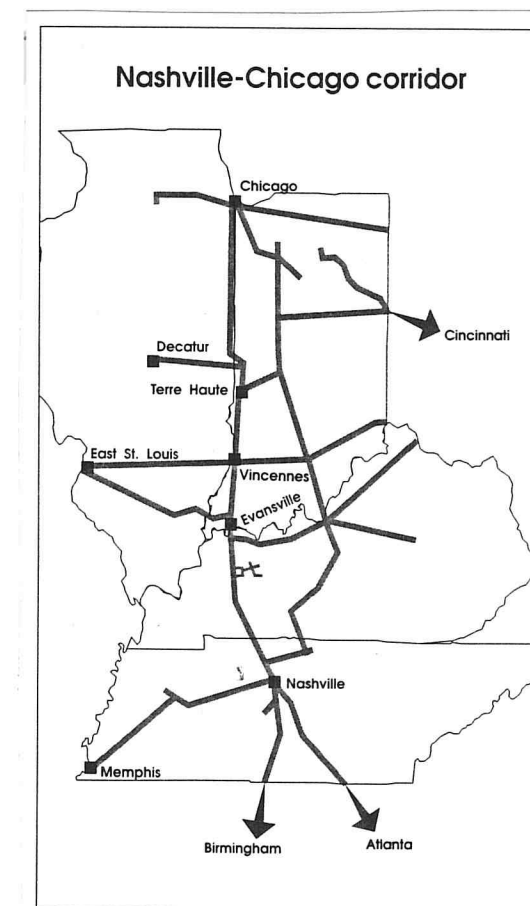 Nashville-Chicago corridor
Chicago
Cincinnati
Decatur
Terre Haute
East St. Louis
Vincennes
Evansville
Nashville
Memphis
Birmingham
Atlanta